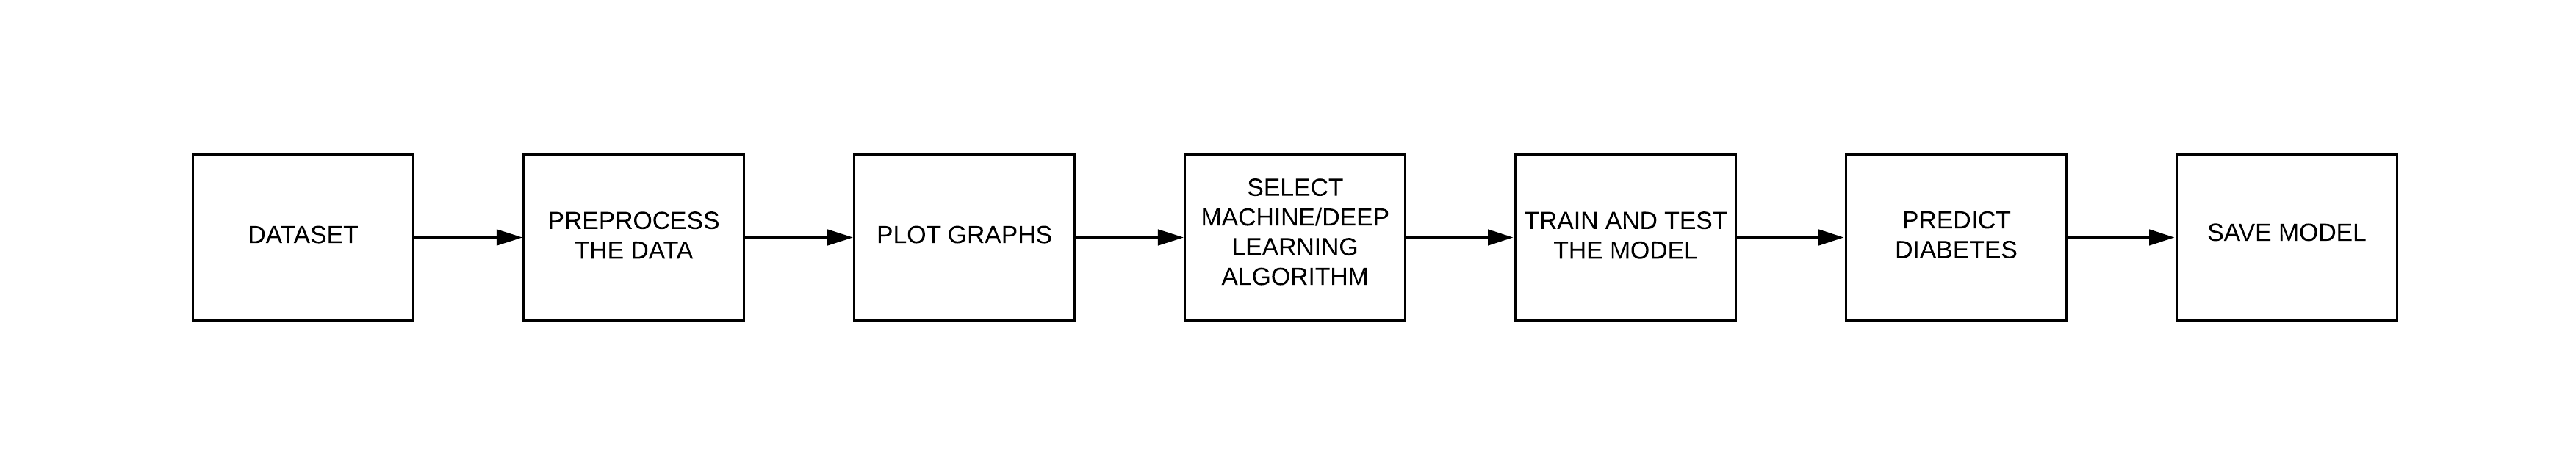 DATASET
PREPROCESS
THE DATA
PLOT GRAPHS
SELECT
MACHINE/DEEP
LEARNING
ALGORITHM
TRAIN AND TEST
THE MODEL
PREDICT
DIABETES
SAVE MODEL